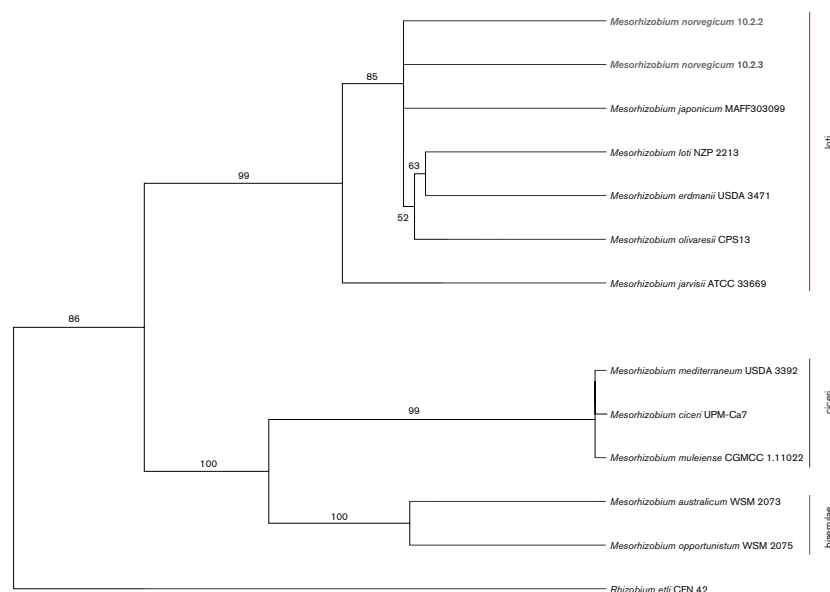 Mesorhizobium norvegicum 10.2.2
Mesorhizobium norvegicum 10.2.3
85
Mesorhizobium japonicum MAFF303099
loti
Mesorhizobium loti NZP 2213
63
99
Mesorhizobium erdmanii USDA 3471
52
Mesorhizobium olivaresii CPS13
Mesorhizobium jarvisii ATCC 33669
86
Mesorhizobium mediterraneum USDA 3392
ciceri
99
Mesorhizobium ciceri UPM-Ca7
100
Mesorhizobium muleiense CGMCC 1.11022
Mesorhizobium australicum WSM 2073
100
biserrulae
Mesorhizobium opportunistum WSM 2075
Rhizobium etli CFN 42